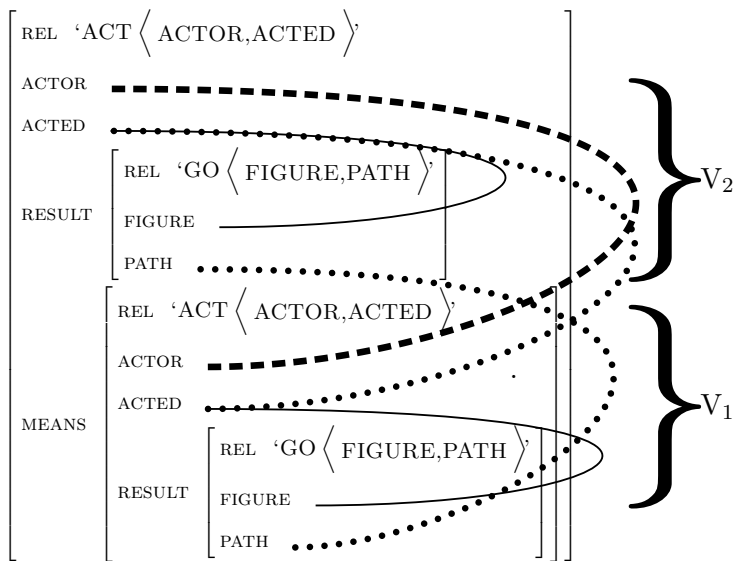 REL ‘ACT⟨ACTOR,ACTED⟩’
ACTOR
ACTED
REL ‘GO⟨FIGURE,PATH⟩’
V2
RESULT FIGURE
PATH
REL ‘ACT⟨ACTOR,ACTED⟩’
ACTOR
ACTED
V1
MEANS
REL ‘GO⟨FIGURE,PATH⟩’
RESULT FIGURE
PATH